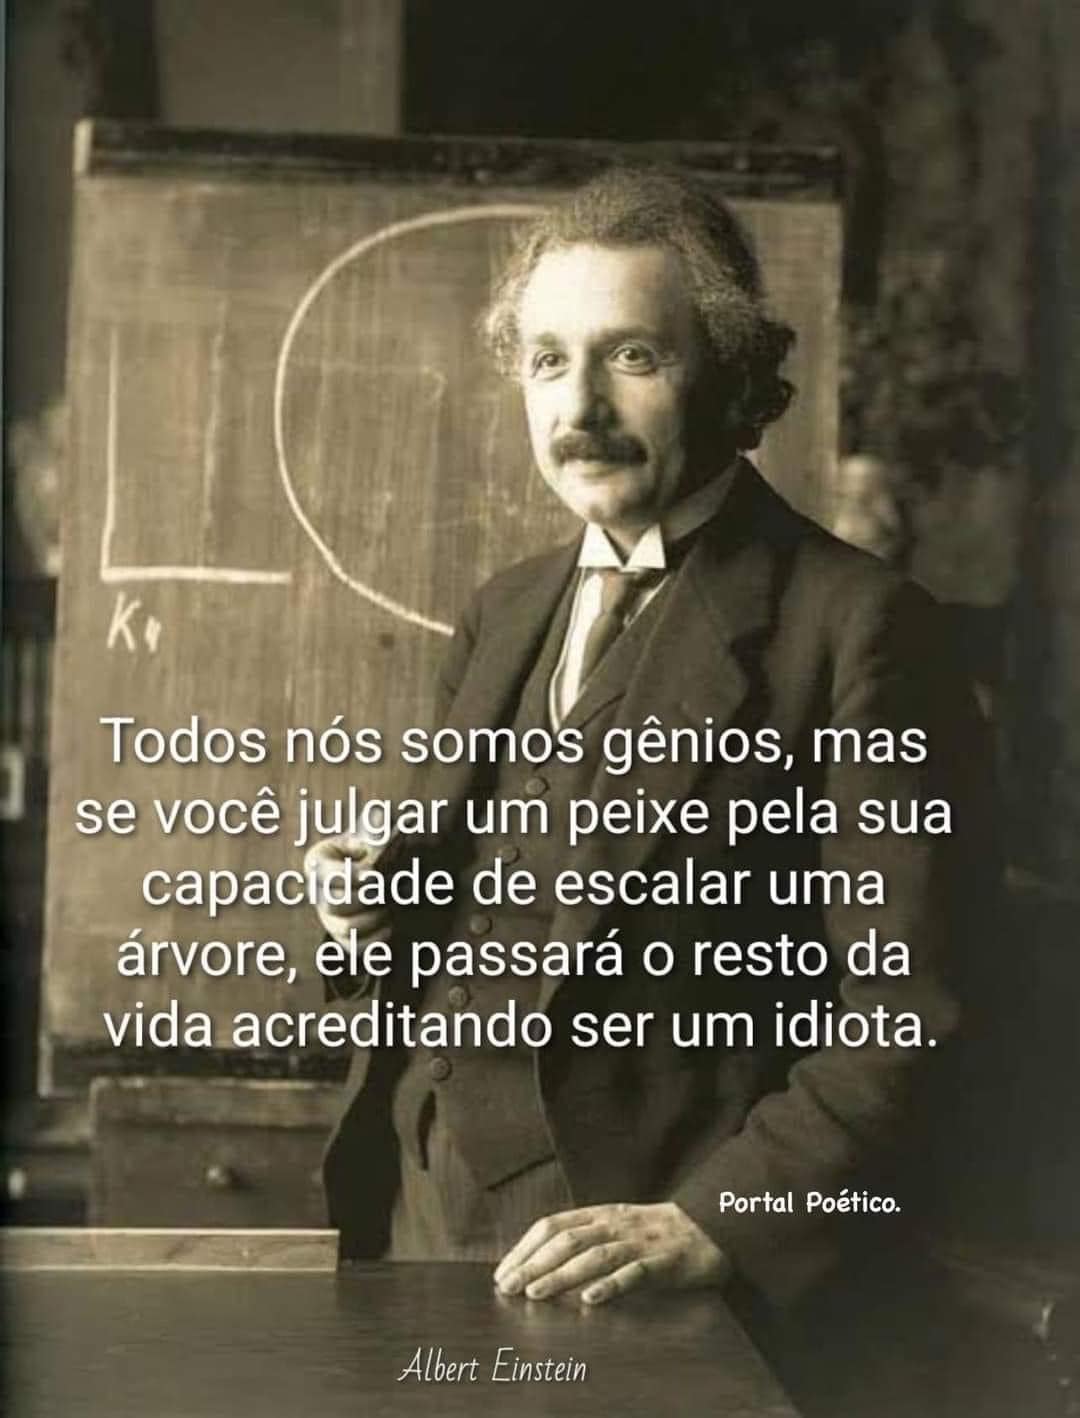 K₄
Todos nós somos gênios, mas
se você julgar um peixe pela sua
capacidade de escalar uma
árvore, ele passará o resto da
vida acreditando ser um idiota.
Portal Poético.
Albert Einstein